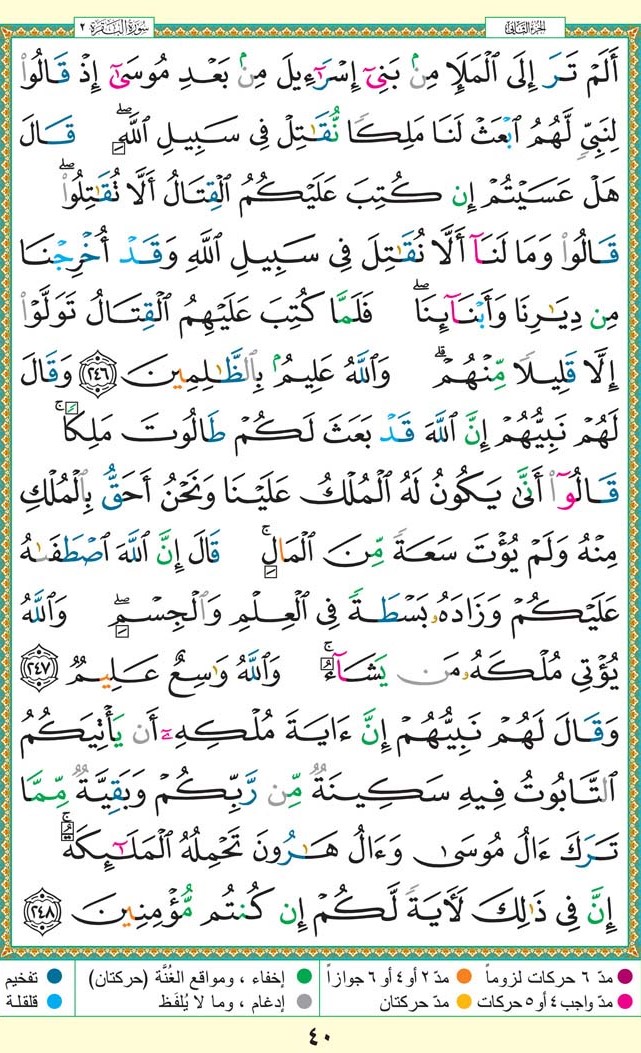 الجزء الثاني
سورة البقرة ٢
أَلَمْ تَرَ إِلَى ٱلْمَلَإِ مِنۢ بَنِىٓ إِسْرَٰٓءِيلَ مِنۢ بَعْدِ مُوسَىٰٓ إِذْ قَالُوا۟
لِنَبِىٍّ لَّهُمُ ٱبْعَثْ لَنَا مَلِكًا نُّقَٰتِلْ فِى سَبِيلِ ٱللَّهِ ۖ قَالَ
هَلْ عَسَيْتُمْ إِن كُتِبَ عَلَيْكُمُ ٱلْقِتَالُ أَلَّا تُقَٰتِلُوا۟ ۖ
قَالُوا۟ وَمَا لَنَآ أَلَّا نُقَٰتِلَ فِى سَبِيلِ ٱللَّهِ وَقَدْ أُخْرِجْنَا
مِن دِيَٰرِنَا وَأَبْنَآئِنَا ۖ فَلَمَّا كُتِبَ عَلَيْهِمُ ٱلْقِتَالُ تَوَلَّوْا۟
إِلَّا قَلِيلًا مِّنْهُمْ ۗ وَٱللَّهُ عَلِيمٌۢ بِٱلظَّٰلِمِينَ ٢٤٦ وَقَالَ
لَهُمْ نَبِيُّهُمْ إِنَّ ٱللَّهَ قَدْ بَعَثَ لَكُمْ طَالُوتَ مَلِكًا ۚ
قَالُوٓا۟ أَنَّىٰ يَكُونُ لَهُ ٱلْمُلْكُ عَلَيْنَا وَنَحْنُ أَحَقُّ بِٱلْمُلْكِ
مِنْهُ وَلَمْ يُؤْتَ سَعَةً مِّنَ ٱلْمَالِ ۚ قَالَ إِنَّ ٱللَّهَ ٱصْطَفَىٰهُ
عَلَيْكُمْ وَزَادَهُۥ بَسْطَةً فِى ٱلْعِلْمِ وَٱلْجِسْمِ ۖ وَٱللَّهُ
يُؤْتِى مُلْكَهُۥ مَن يَشَآءُ ۚ وَٱللَّهُ وَٰسِعٌ عَلِيمٌ ٢٤٧
وَقَالَ لَهُمْ نَبِيُّهُمْ إِنَّ ءَايَةَ مُلْكِهِۦٓ أَن يَأْتِيَكُمُ
ٱلتَّابُوتُ فِيهِ سَكِينَةٌ مِّن رَّبِّكُمْ وَبَقِيَّةٌ مِّمَّا
تَرَكَ ءَالُ مُوسَىٰ وَءَالُ هَٰرُونَ تَحْمِلُهُ ٱلْمَلَٰٓئِكَةُ ۚ
إِنَّ فِى ذَٰلِكَ لَءَايَةً لَّكُمْ إِن كُنتُم مُّؤْمِنِينَ ٢٤٨
مدّ ٦ حركات لزوماً مدّ ٢ أو ٤ أو ٦ جوازاً إخفاء ، ومواقع الغُنَّة (حركتان) تفخيم
مدّ واجب ٤ أو ٥ حركات مدّ حركتان إدغام ، وما لا يُلفَظ قلقلة
٤٠